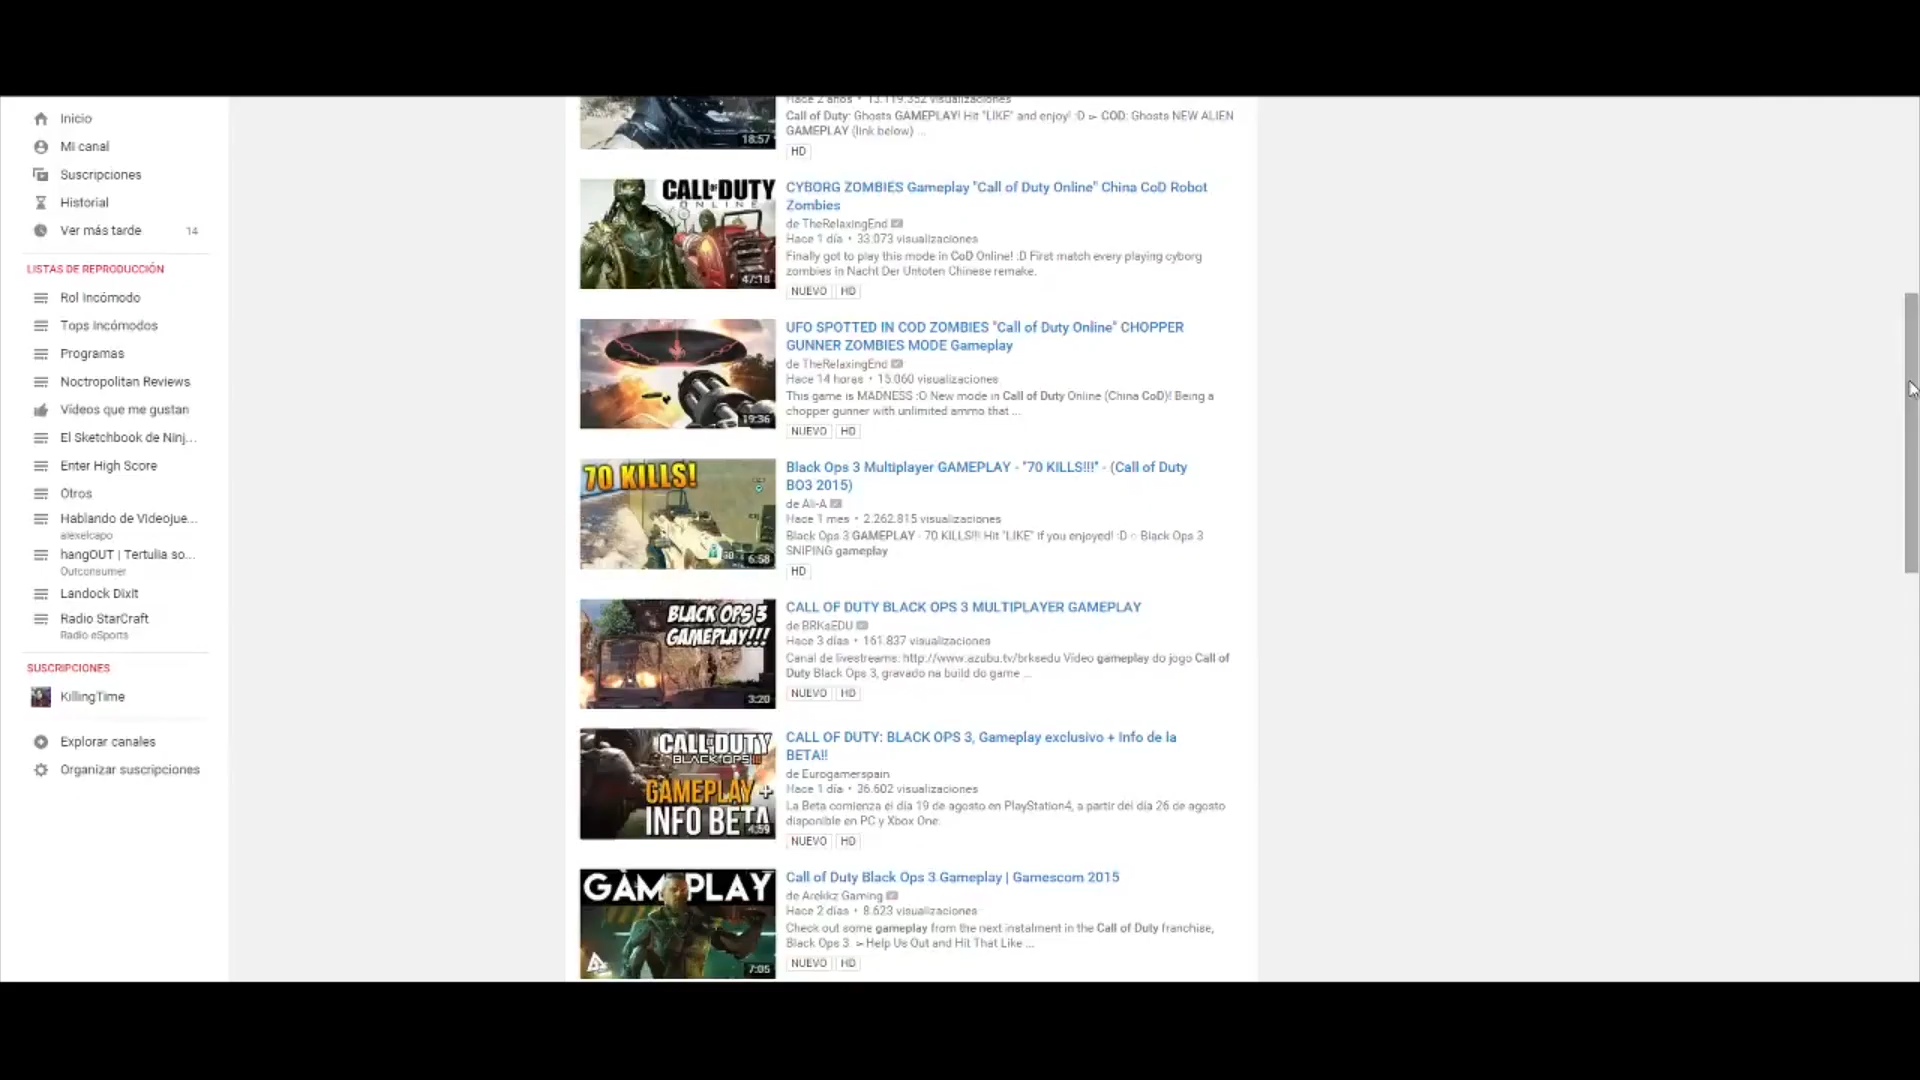 Inicio
Mi canal
Suscripciones
Historial
Ver más tarde 14
LISTAS DE REPRODUCCIÓN
Rol Incómodo
Tops Incómodos
Programas
Noctropolitan Reviews
Vídeos que me gustan
El Sketchbook de Ninj...
Enter High Score
Otros
Hablando de Videojue...
alexelcapo
hangOUT | Tertulia so...
Outconsumer
Landock Dixit
Radio StarCraft
Radio eSports
SUSCRIPCIONES
KillingTime
Explorar canales
Organizar suscripciones
18:57
Hace 2 años • 13.119.352 visualizaciones
Call of Duty: Ghosts GAMEPLAY! Hit "LIKE" and enjoy! :D ➢ COD: Ghosts NEW ALIEN
GAMEPLAY (link below) ...
HD
CALL OF DUTY
ONLINE
47:18
CYBORG ZOMBIES Gameplay "Call of Duty Online" China CoD Robot
Zombies
de TheRelaxingEnd
Hace 1 día • 33.073 visualizaciones
Finally got to play this mode in CoD Online! :D First match every playing cyborg
zombies in Nacht Der Untoten Chinese remake.
NUEVO HD
19:36
UFO SPOTTED IN COD ZOMBIES "Call of Duty Online" CHOPPER
GUNNER ZOMBIES MODE Gameplay
de TheRelaxingEnd
Hace 14 horas • 15.060 visualizaciones
This game is MADNESS :O New mode in Call of Duty Online (China CoD)! Being a
chopper gunner with unlimited ammo that ...
NUEVO HD
70 KILLS!
6:58
Black Ops 3 Multiplayer GAMEPLAY - "70 KILLS!!!" - (Call of Duty
BO3 2015)
de Ali-A
Hace 1 mes • 2.262.815 visualizaciones
Black Ops 3 GAMEPLAY - 70 KILLS!!! Hit "LIKE" if you enjoyed! :D ○ Black Ops 3
SNIPING gameplay
HD
BLACK OPS 3
GAMEPLAY!!!
3:20
CALL OF DUTY BLACK OPS 3 MULTIPLAYER GAMEPLAY
de BRKsEDU
Hace 3 días • 161.837 visualizaciones
Canal de livestreams: http://www.azubu.tv/brksedu Vídeo gameplay do jogo Call of
Duty Black Ops 3, gravado na build do game ...
NUEVO HD
CALL OF DUTY
BLACK OPS III
GAMEPLAY +
INFO BETA
4:59
CALL OF DUTY: BLACK OPS 3, Gameplay exclusivo + Info de la
BETA!!
de Eurogamerspain
Hace 1 día • 26.602 visualizaciones
La Beta comienza el día 19 de agosto en PlayStation4, a partir del día 26 de agosto
disponible en PC y Xbox One.
NUEVO HD
GAMEPLAY
7:05
Call of Duty Black Ops 3 Gameplay | Gamescom 2015
de Arekkz Gaming
Hace 2 días • 8.623 visualizaciones
Check out some gameplay from the next instalment in the Call of Duty franchise,
Black Ops 3. ➢ Help Us Out and Hit That Like ...
NUEVO HD